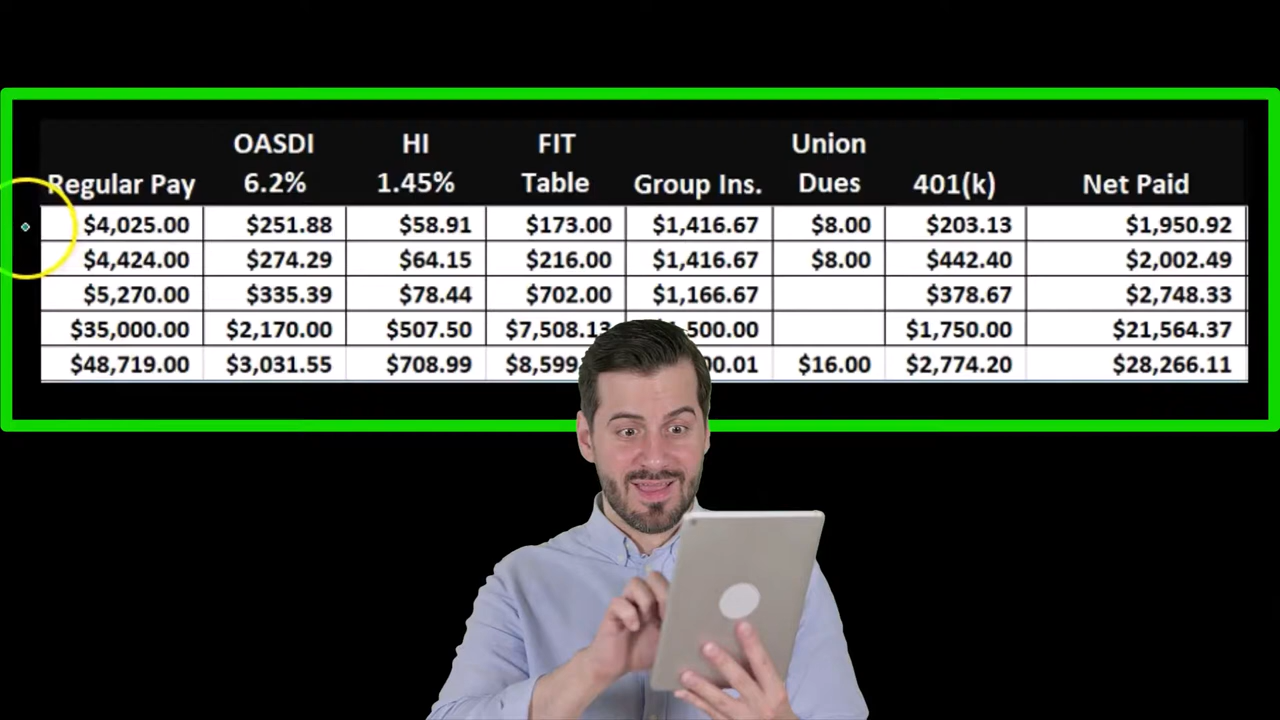 OASDI HI FIT Union
Regular Pay 6.2% 1.45% Table Group Ins. Dues 401(k) Net Paid
$4,025.00 $251.88 $58.91 $173.00 $1,416.67 $8.00 $203.13 $1,950.92
$4,424.00 $274.29 $64.15 $216.00 $1,416.67 $8.00 $442.40 $2,002.49
$5,270.00 $335.39 $78.44 $702.00 $1,166.67 $378.67 $2,748.33
$35,000.00 $2,170.00 $507.50 $7,508.13 $1,750.00 $21,564.37
$48,719.00 $3,031.55 $708.99 $16.00 $2,774.20 $28,266.11